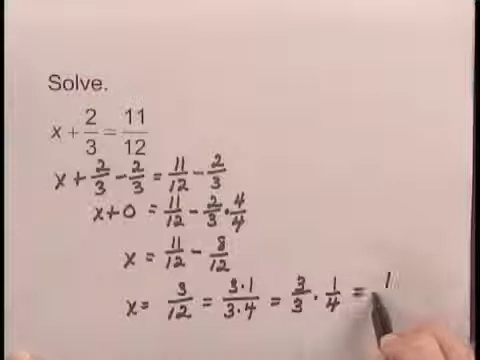 Solve.
x + 2/3 = 11/12
x + 2/3 - 2/3 = 11/12 - 2/3
x + 0 = 11/12 - 2/3 · 4/4
x = 11/12 - 8/12
x = 3/12 = 3·1/3·4 = 3/3 · 1/4 = 1